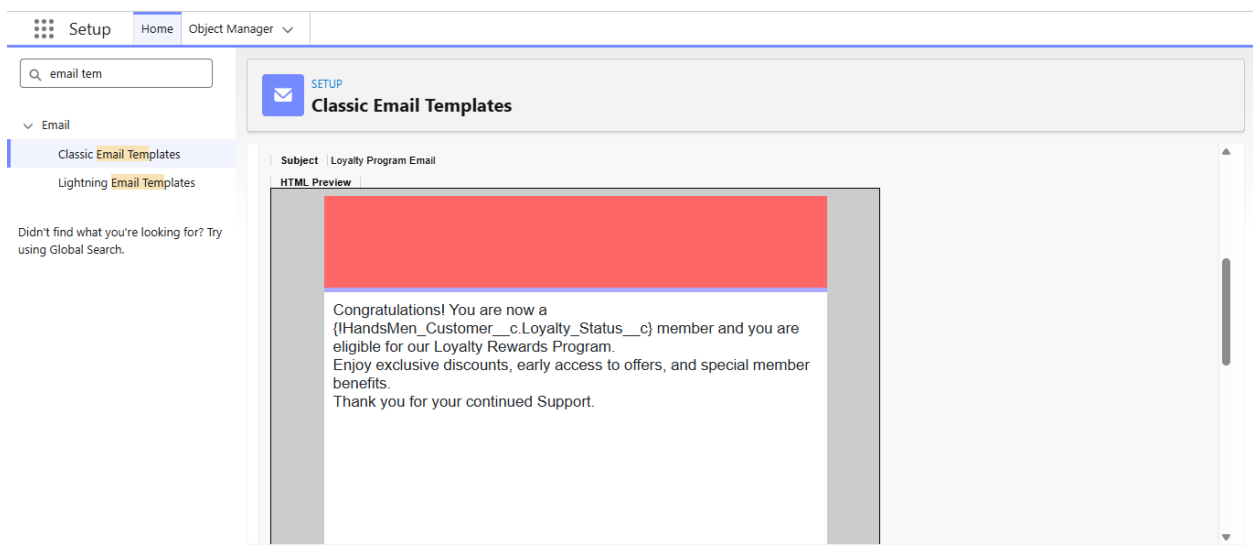 Setup Home Object Manager
email tem
SETUP
Classic Email Templates
Email
Classic Email Templates
Lightning Email Templates
Didn't find what you're looking for? Try
using Global Search.
Subject Loyalty Program Email
HTML Preview
Congratulations! You are now a
{!HandsMen_Customer__c.Loyalty_Status__c} member and you are
eligible for our Loyalty Rewards Program.
Enjoy exclusive discounts, early access to offers, and special member
benefits.
Thank you for your continued Support.